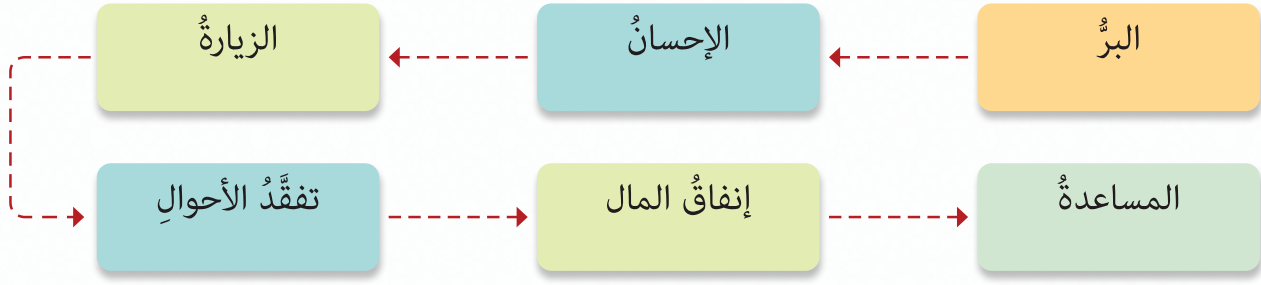 البرُّ
الإحسانُ
الزيارةُ
تفقَّدُ الأحوالِ
إنفاقُ المال
المساعدةُ